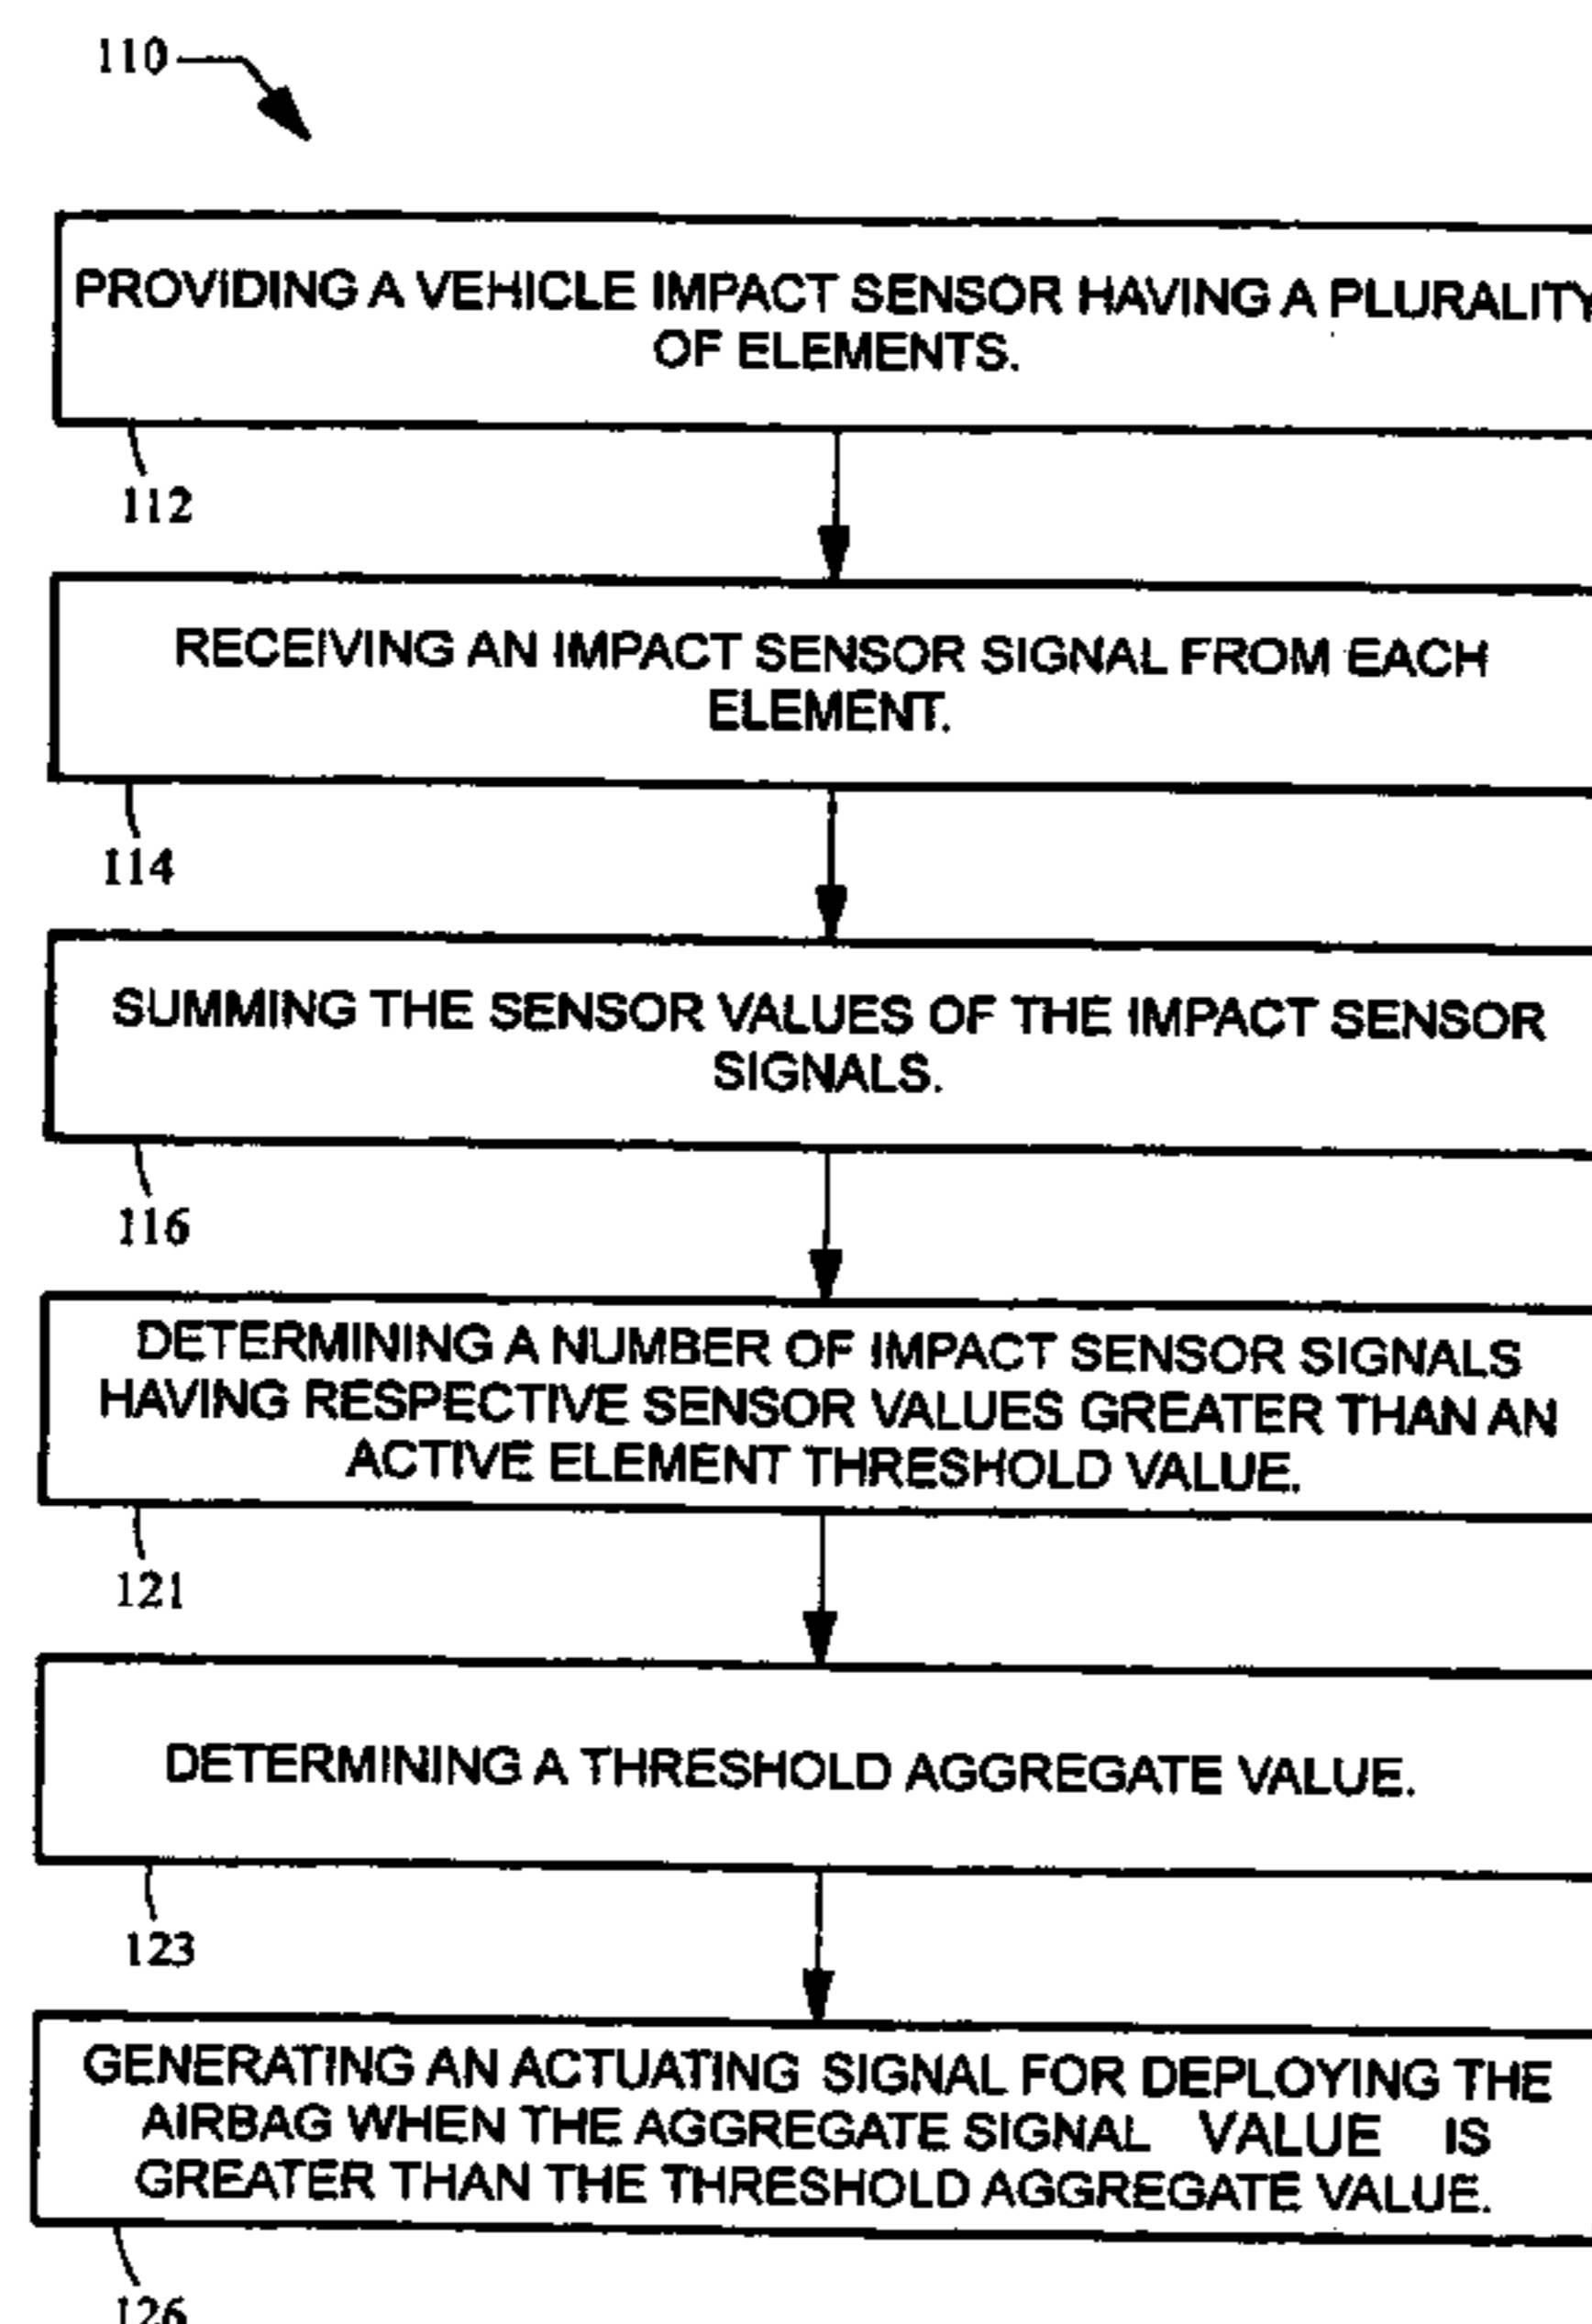 110
PROVIDING A VEHICLE IMPACT SENSOR HAVING A PLURALITY
OF ELEMENTS.
112
RECEIVING AN IMPACT SENSOR SIGNAL FROM EACH
ELEMENT.
114
SUMMING THE SENSOR VALUES OF THE IMPACT SENSOR
SIGNALS.
116
DETERMINING A NUMBER OF IMPACT SENSOR SIGNALS
HAVING RESPECTIVE SENSOR VALUES GREATER THAN AN
ACTIVE ELEMENT THRESHOLD VALUE.
121
DETERMINING A THRESHOLD AGGREGATE VALUE.
123
GENERATING AN ACTUATING SIGNAL FOR DEPLOYING THE
AIRBAG WHEN THE AGGREGATE SIGNAL VALUE IS
GREATER THAN THE THRESHOLD AGGREGATE VALUE.
126